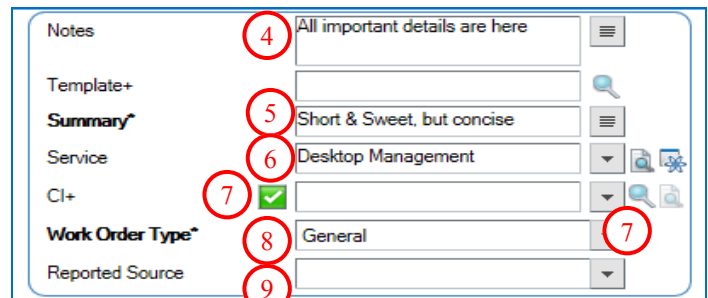 Notes 4 All important details are here
Template+
Summary* 5 Short & Sweet, but concise
Service 6 Desktop Management
CI+ 7
Work Order Type* 8 General 7
Reported Source 9